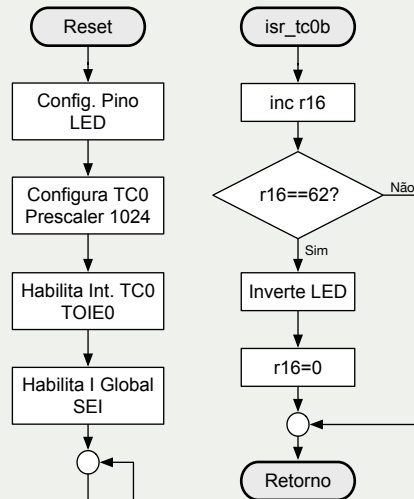 Reset
Config. Pino
LED
Configura TC0
Prescaler 1024
Habilita Int. TC0
TOIE0
Habilita I Global
SEI
isr_tc0b
inc r16
r16==62?
Não
Sim
Inverte LED
r16=0
Retorno